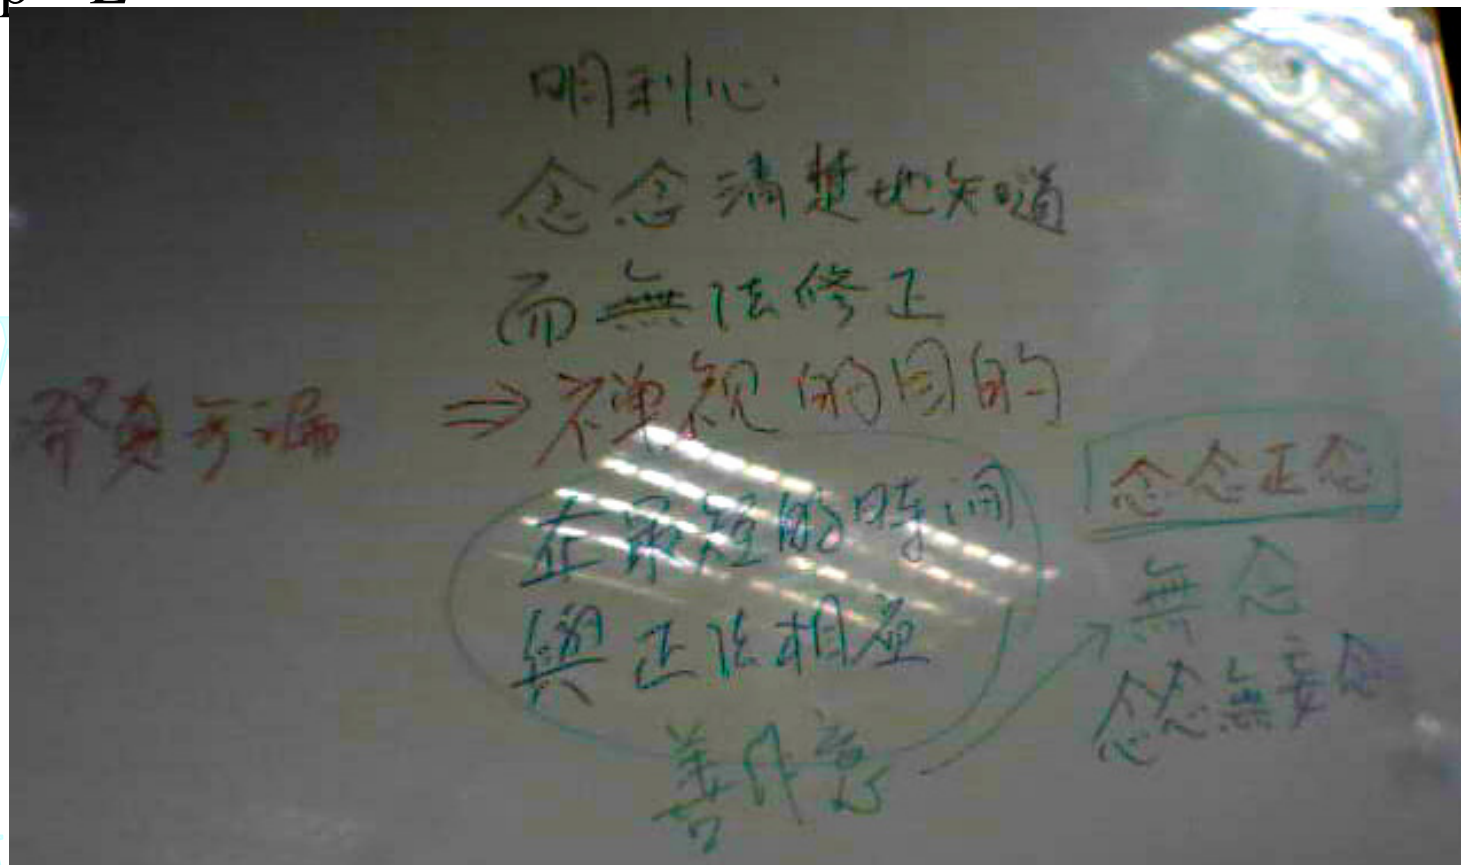 明利心
念念清楚地知道
而無法修正
⇒禪視的目的
在最短的時間
與正法相應
善作意
念念正念
無念
念念無妄念